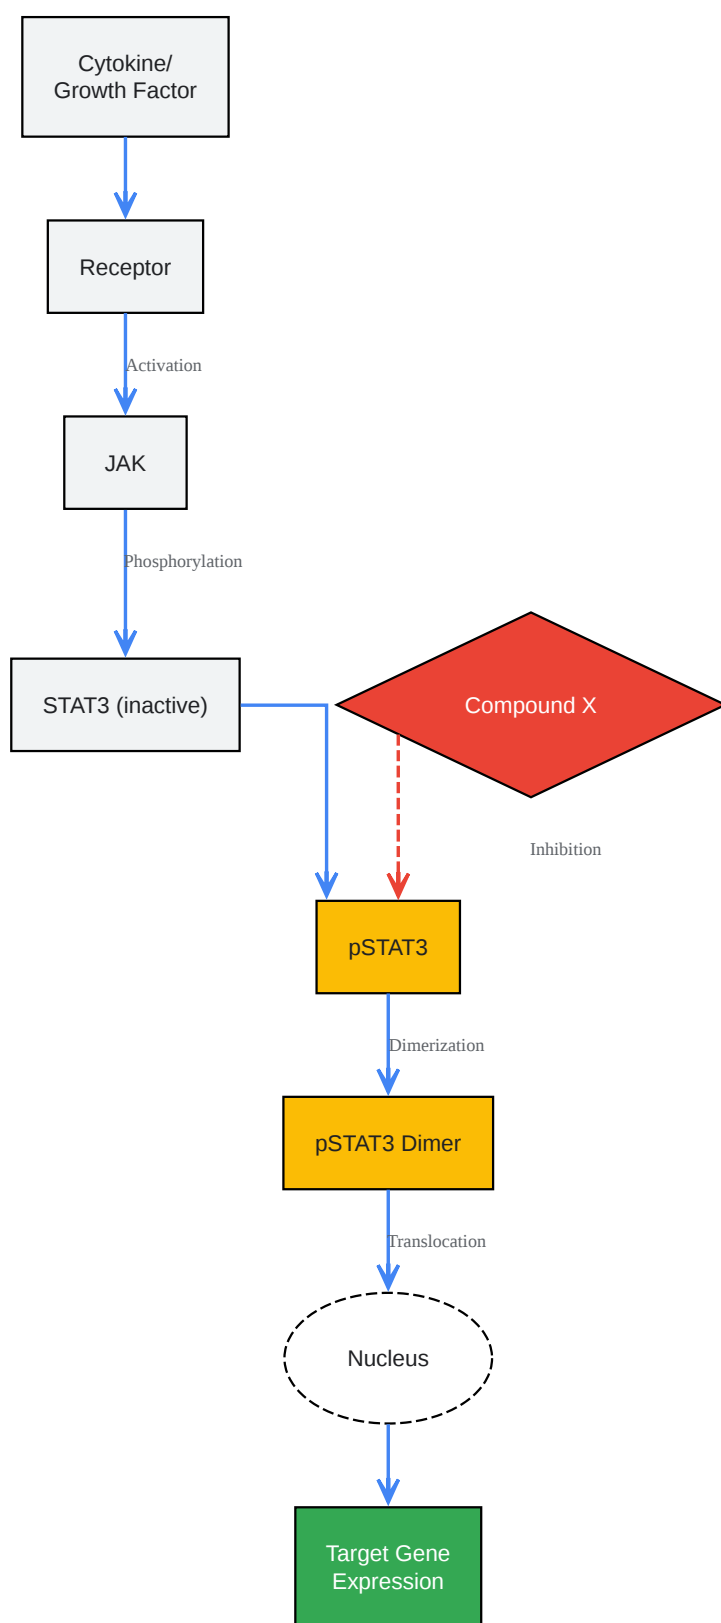 Cytokine/
Growth Factor
Receptor
Activation
JAK
Phosphorylation
STAT3 (inactive)
Compound X
Inhibition
pSTAT3
Dimerization
pSTAT3 Dimer
Translocation
Nucleus
Target Gene
Expression